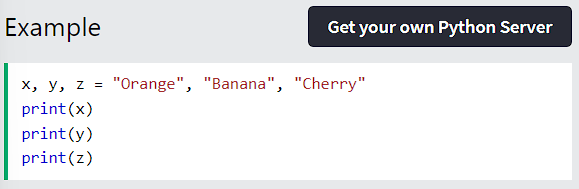 Example
Get your own Python Server
x, y, z = "Orange", "Banana", "Cherry"
print(x)
print(y)
print(z)